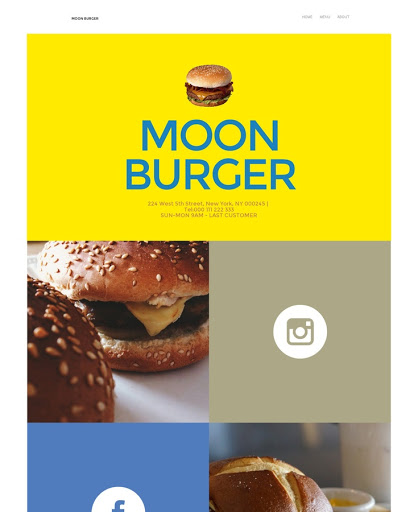 MOON BURGER
HOME MENU ABOUT
MOON
BURGER
224 West 5th Street, New York, NY 000245 |
Tel:000 111 222 333
SUN-MON 9AM - LAST CUSTOMER
f